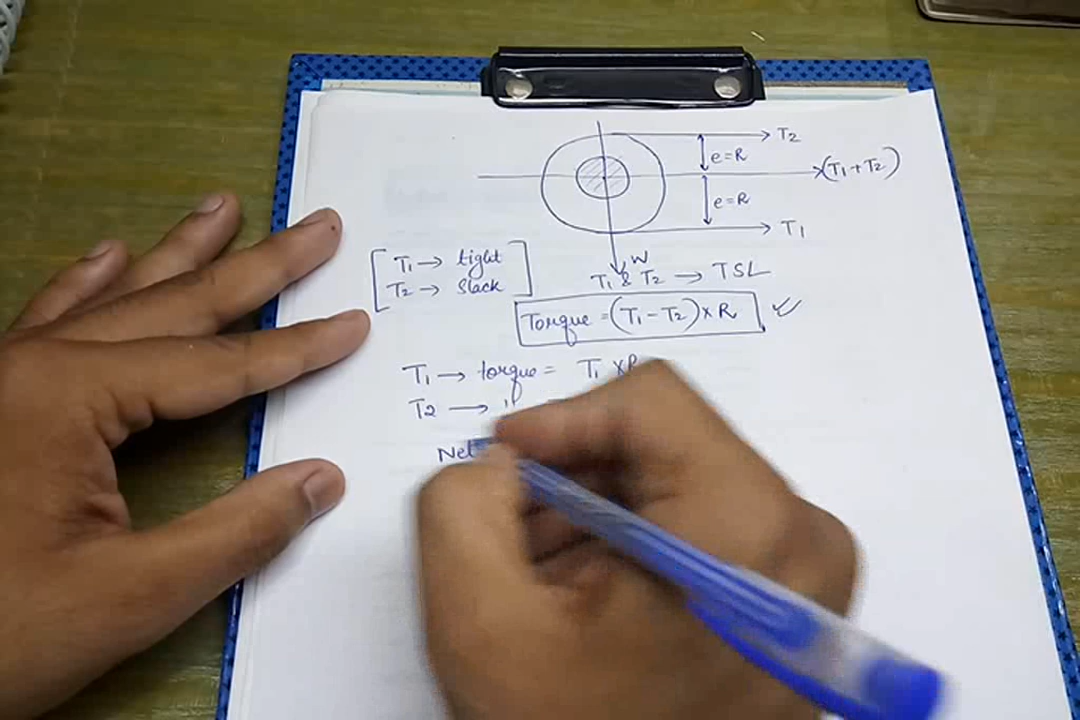 T2
e=R
(T1+T2)
e=R
T1
W
T1 → tight
T2 → Slack
T1 & T2 → TSL
Torque = (T1 - T2) × R ✓
T1 → torque = T1 × R
T2 → "
Net